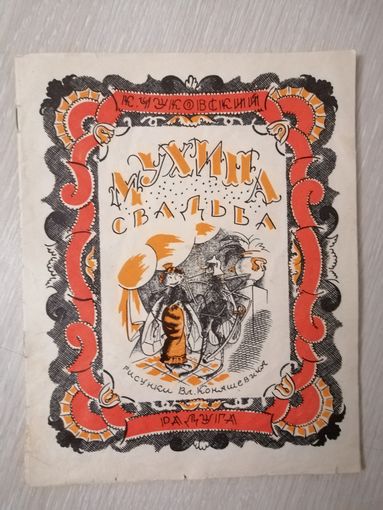 К. ЧУКОВСКИЙ
МУХИНА
СВАДЬБА
РИСУНКИ Вл. КОНАШЕВИЧА
РАДУГА